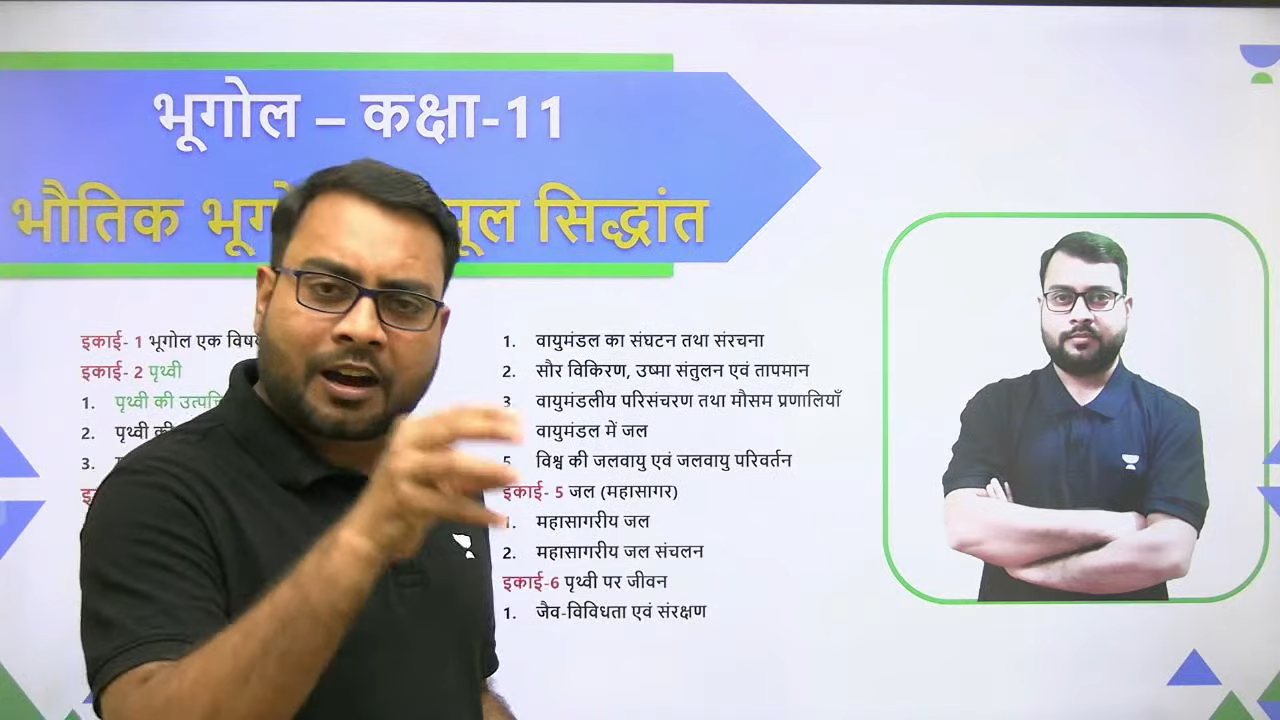 भूगोल – कक्षा-11
भौतिक सिद्धांत
इकाई- 1 भूगोल एक
इकाई- 2 पृथ्वी
1. पृथ्वी की
2. पृथ्वी
3.
1. वायुमंडल का संघटन तथा संरचना
2. सौर विकिरण, उष्मा संतुलन एवं तापमान
3 वायुमंडलीय परिसंचरण तथा मौसम प्रणालियाँ
वायुमंडल में जल
5. विश्व की जलवायु एवं जलवायु परिवर्तन
इकाई- 5 जल (महासागर)
1. महासागरीय जल
2. महासागरीय जल संचलन
इकाई-6 पृथ्वी पर जीवन
1. जैव-विविधता एवं संरक्षण